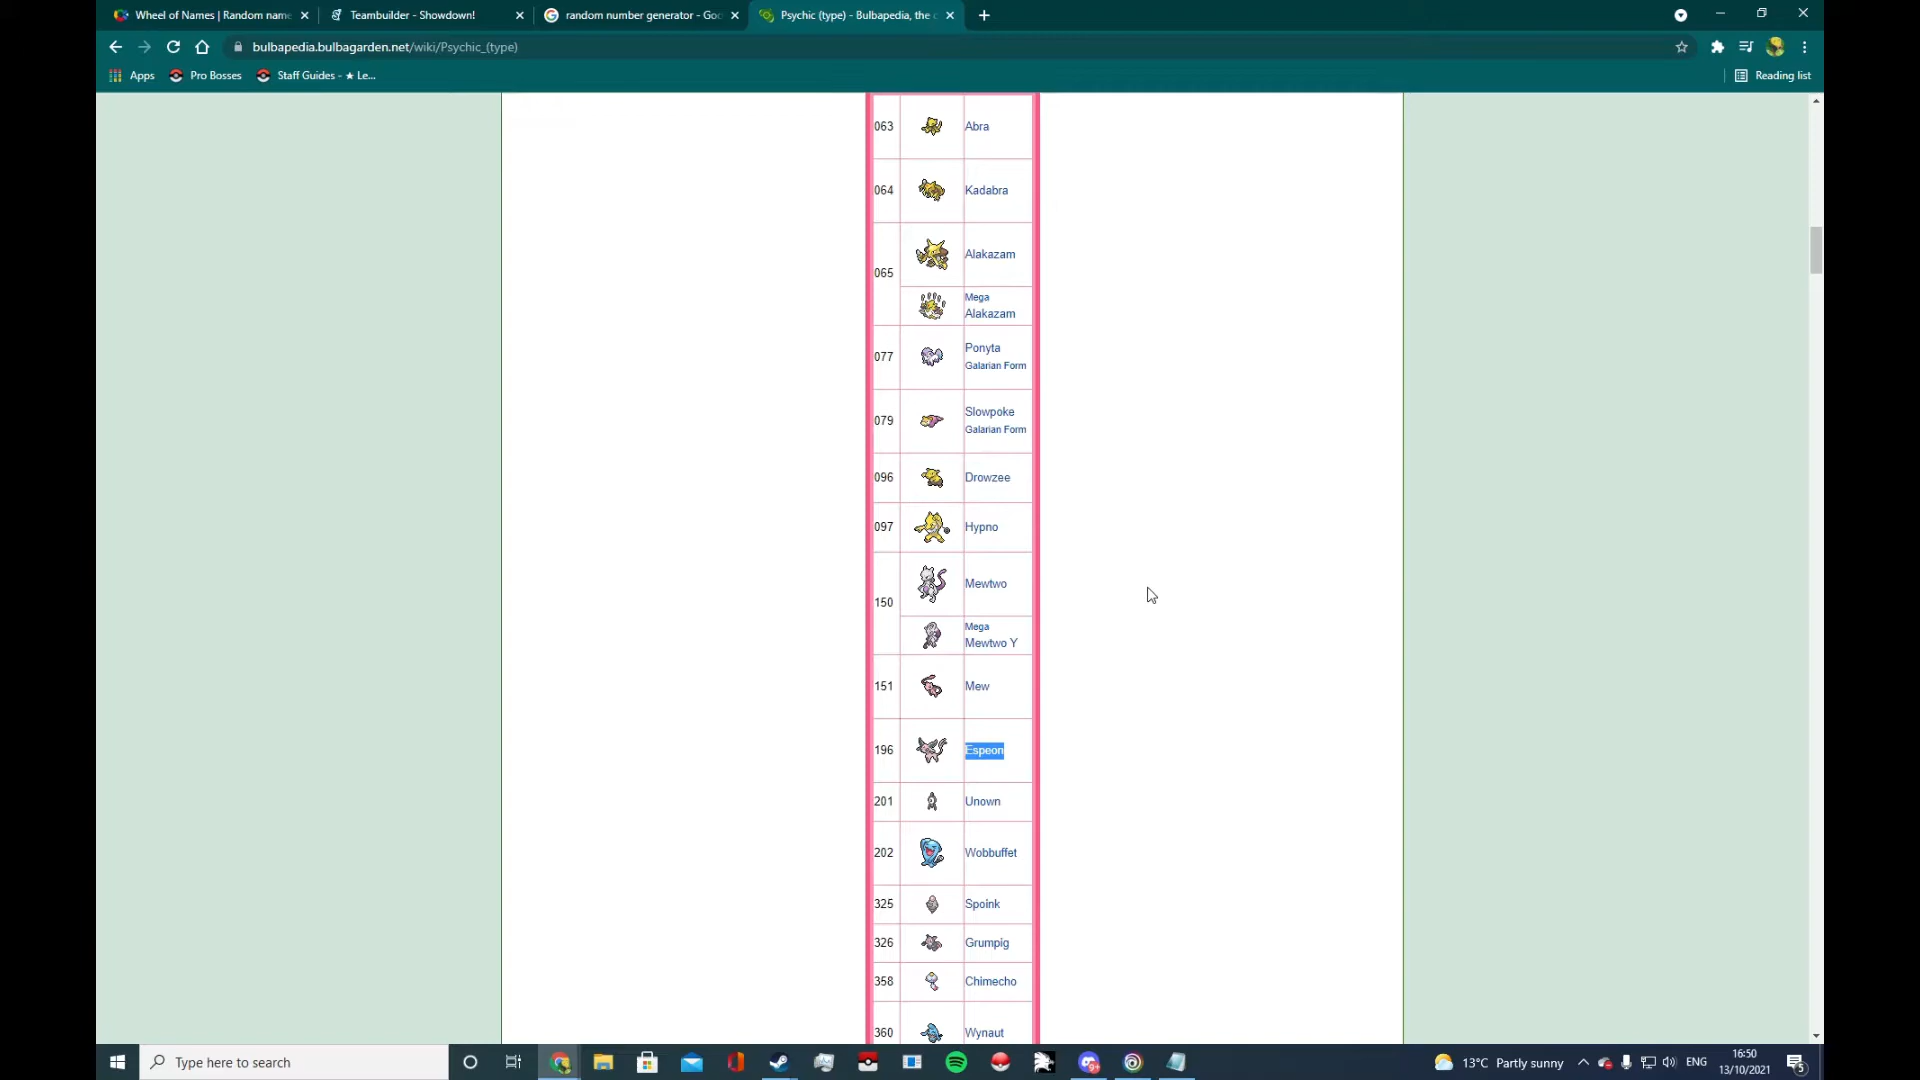 Wheel of Names | Random name
Teambuilder - Showdown!
random number generator - Goo
Psychic (type) - Bulbapedia, the c
bulbapedia.bulbagarden.net/wiki/Psychic_(type)
Apps
Pro Bosses
Staff Guides - ★ Le...
Reading list
063 Abra
064 Kadabra
065 Alakazam
Mega
Alakazam
077 Ponyta
Galarian Form
079 Slowpoke
Galarian Form
096 Drowzee
097 Hypno
150 Mewtwo
Mega
Mewtwo Y
151 Mew
196 Espeon
201 Unown
202 Wobbuffet
325 Spoink
326 Grumpig
358 Chimecho
360 Wynaut
Type here to search
13°C Partly sunny
ENG
16:50
13/10/2021
5